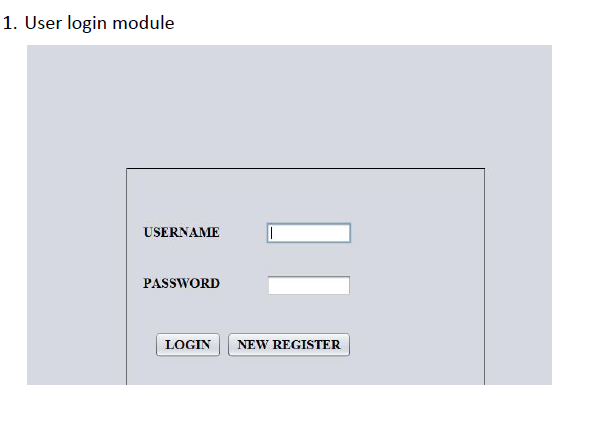 1. User login module
USERNAME
PASSWORD
LOGIN NEW REGISTER